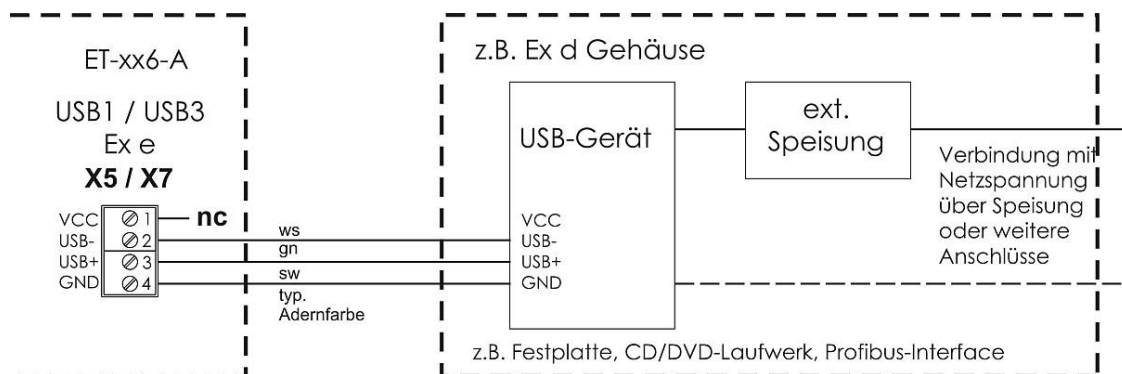 ET-xx6-A
USB1 / USB3
Ex e
X5 / X7
VCC 1 nc
USB- 2
USB+ 3
GND 4
ws
gn
sw
typ.
Adernfarbe
z.B. Ex d Gehäuse
USB-Gerät
VCC
USB-
USB+
GND
ext.
Speisung
Verbindung mit
Netzspannung
über Speisung
oder weitere
Anschlüsse
z.B. Festplatte, CD/DVD-Laufwerk, Profibus-Interface